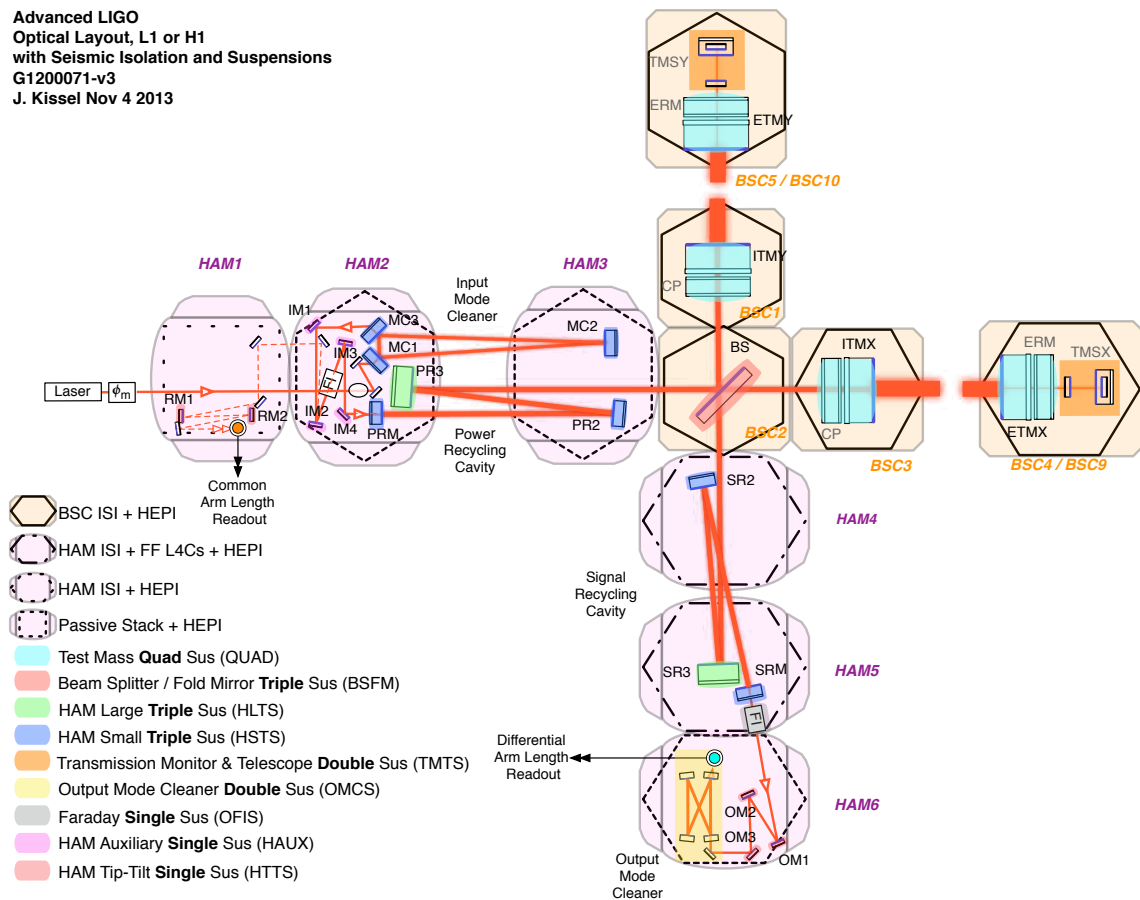 Advanced LIGO
Optical Layout, L1 or H1
with Seismic Isolation and Suspensions
G1200071-v3
J. Kissel Nov 4 2013
TMSY
ERM
ETMY
BSC5 / BSC10
ITMY
CP
BSC1
HAM1
HAM2
HAM3
Input
Mode
Cleaner
IM1
MC3
MC1
MC2
IM3
PR3
FI
BS
ITMX
ERM
TMSX
Laser
ϕm
RM1
RM2
IM2
IM4
PRM
PR2
Power
Recycling
Cavity
BSC2
CP
BSC3
ETMX
BSC4 / BSC9
Common
Arm Length
Readout
SR2
HAM4
Signal
Recycling
Cavity
SR3
SRM
HAM5
FI
Differential
Arm Length
Readout
OM2
OM3
OM1
HAM6
Output
Mode
Cleaner
BSC ISI + HEPI
HAM ISI + FF L4Cs + HEPI
HAM ISI + HEPI
Passive Stack + HEPI
Test Mass Quad Sus (QUAD)
Beam Splitter / Fold Mirror Triple Sus (BSFM)
HAM Large Triple Sus (HLTS)
HAM Small Triple Sus (HSTS)
Transmission Monitor & Telescope Double Sus (TMTS)
Output Mode Cleaner Double Sus (OMCS)
Faraday Single Sus (OFIS)
HAM Auxiliary Single Sus (HAUX)
HAM Tip-Tilt Single Sus (HTTS)